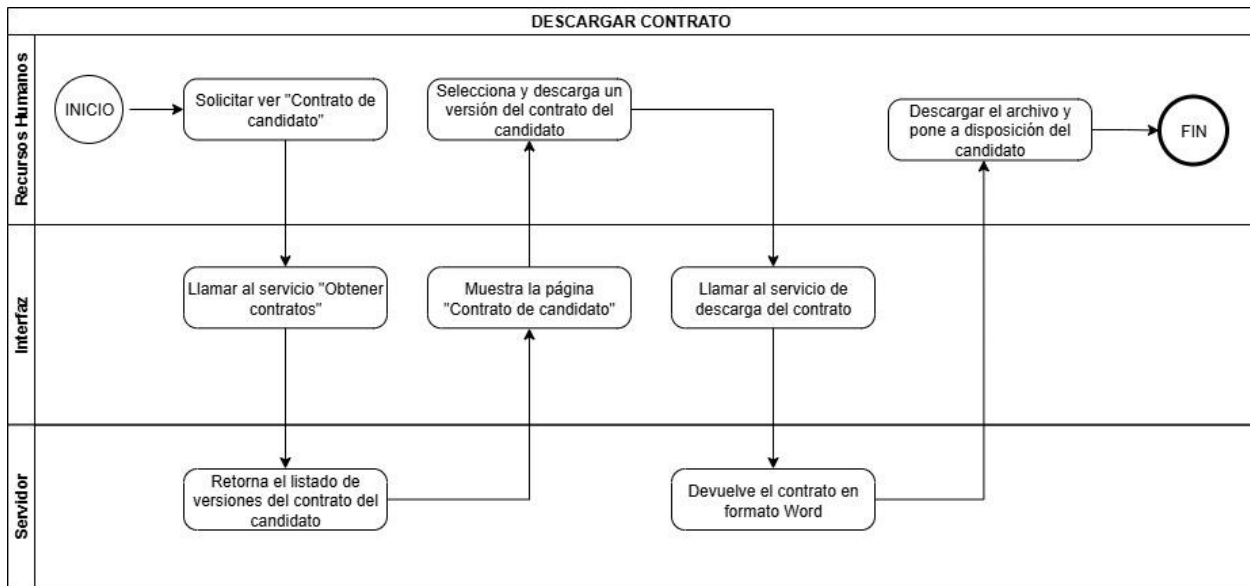 DESCARGAR CONTRATO
Recursos Humanos
INICIO
Solicitar ver "Contrato de
candidato"
Selecciona y descarga un
versión del contrato del
candidato
Descargar el archivo y
pone a disposición del
candidato
FIN
Interfaz
Llamar al servicio "Obtener
contratos"
Muestra la página
"Contrato de candidato"
Llamar al servicio de
descarga del contrato
Servidor
Retorna el listado de
versiones del contrato del
candidato
Devuelve el contrato en
formato Word